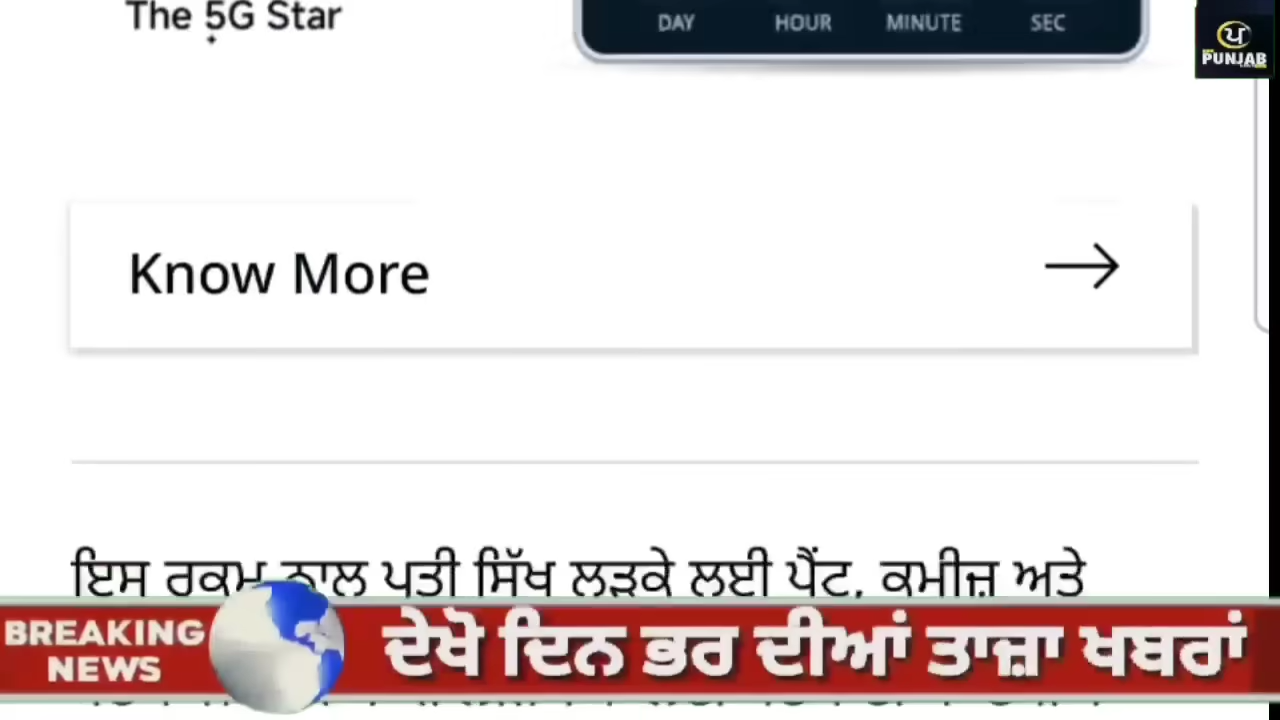 The 5G Star
DAY HOUR MINUTE SEC
ਪ
PUNJAB
Know More
ਇਸ ਰਕਮ ਨਾਲ ਪਤੀ ਸਿੱਖ ਲੜਕੇ ਲਈ ਪੈਂਟ, ਕਮੀਜ਼ ਅਤੇ
BREAKING
NEWS
ਦੇਖੋ ਦਿਨ ਭਰ ਦੀਆਂ ਤਾਜ਼ਾ ਖਬਰਾਂ